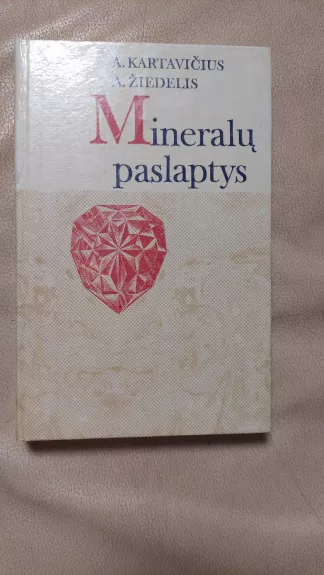 A. KARTAVIČIUS
A. ŽIEDELIS
Mineralų
paslaptys